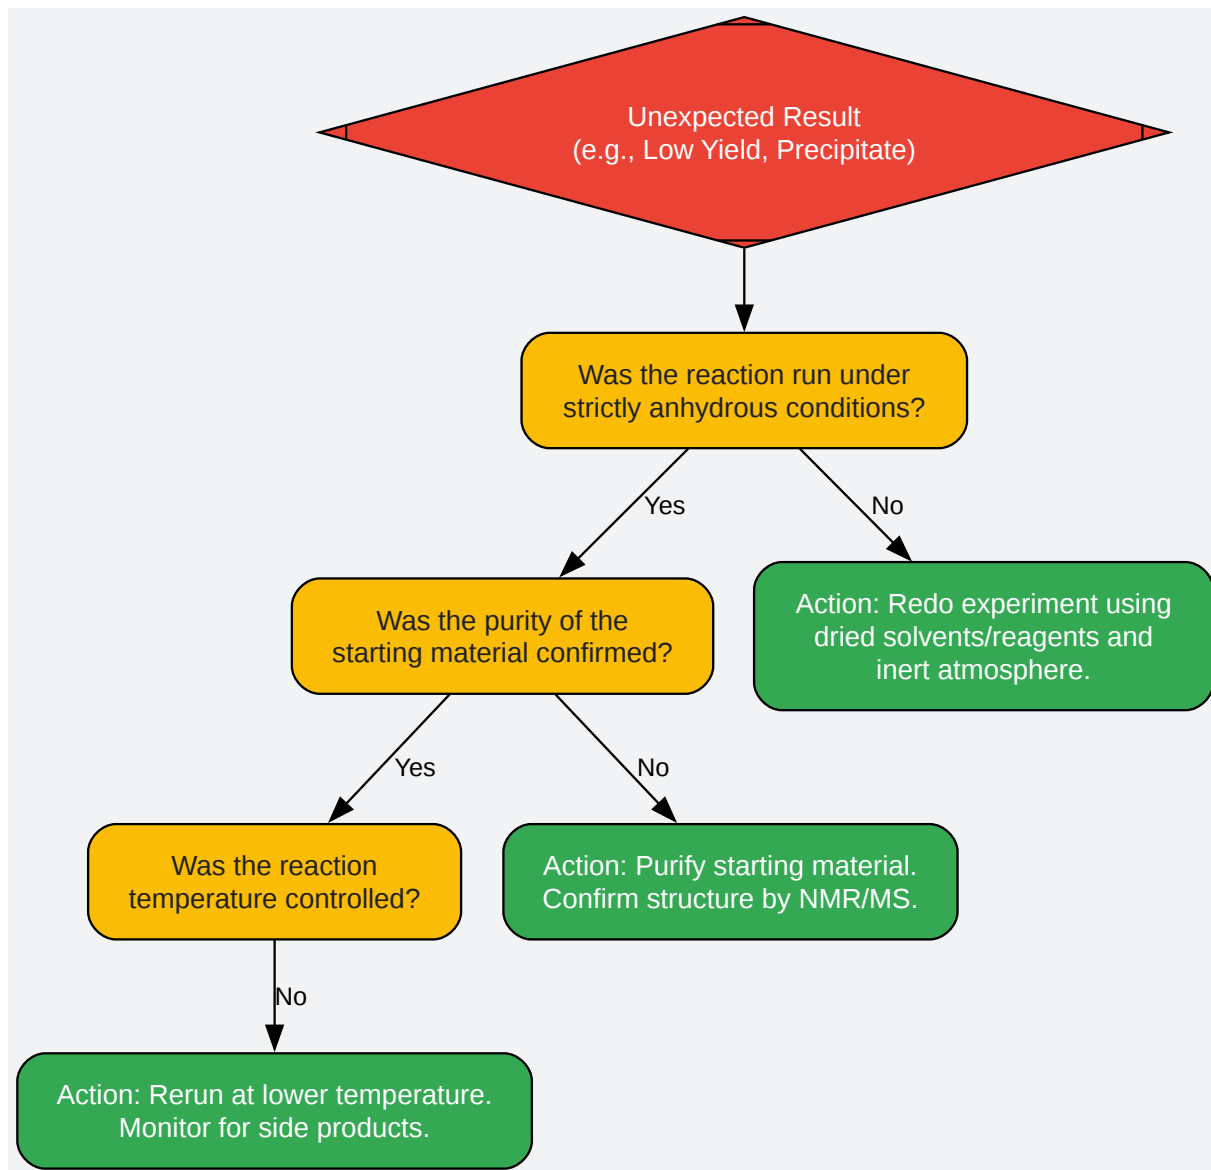 Unexpected Result
(e.g., Low Yield, Precipitate)
Was the reaction run under
strictly anhydrous conditions?
Yes
No
Was the purity of the
starting material confirmed?
Action: Redo experiment using
dried solvents/reagents and
inert atmosphere.
Yes
No
Was the reaction
temperature controlled?
Action: Purify starting material.
Confirm structure by NMR/MS.
No
Action: Rerun at lower temperature.
Monitor for side products.